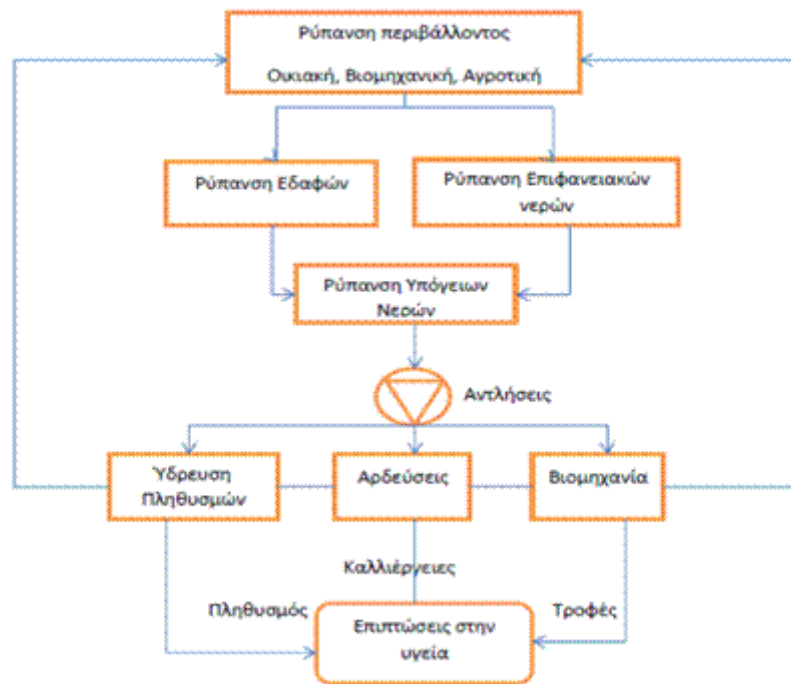 Ρύπανση περιβάλλοντος
Οικιακή, Βιομηχανική, Αγροτική
Ρύπανση Εδαφών
Ρύπανση Επιφανειακών
νερών
Ρύπανση Υπόγειων
Νερών
Αντλήσεις
Ύδρευση
Πληθυσμών
Αρδεύσεις
Βιομηχανία
Καλλιέργειες
Πληθυσμός
Τροφές
Επιπτώσεις στην
υγεία